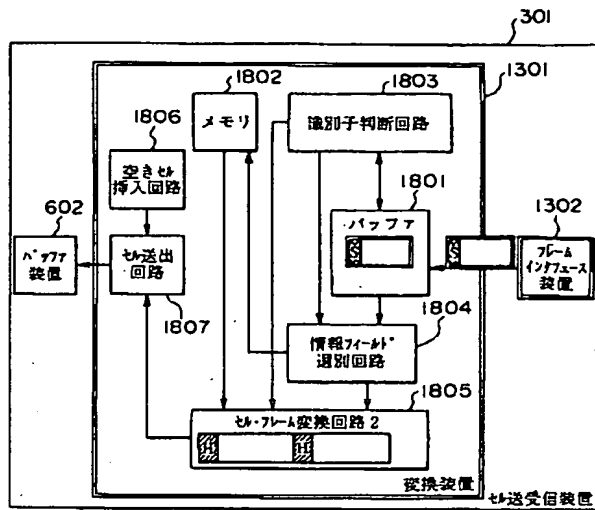 301
1802
1803
1301
1806
メモリ
識別子判断回路
空きセル
挿入回路
1801
602
バッファ
1302
バッファ
装置
セル送出
回路
S
S
フレーム
インタフェース
装置
1807
1804
情報フィールド
選別回路
1805
セル・フレーム変換回路2
H
H
変換装置
セル送受信装置